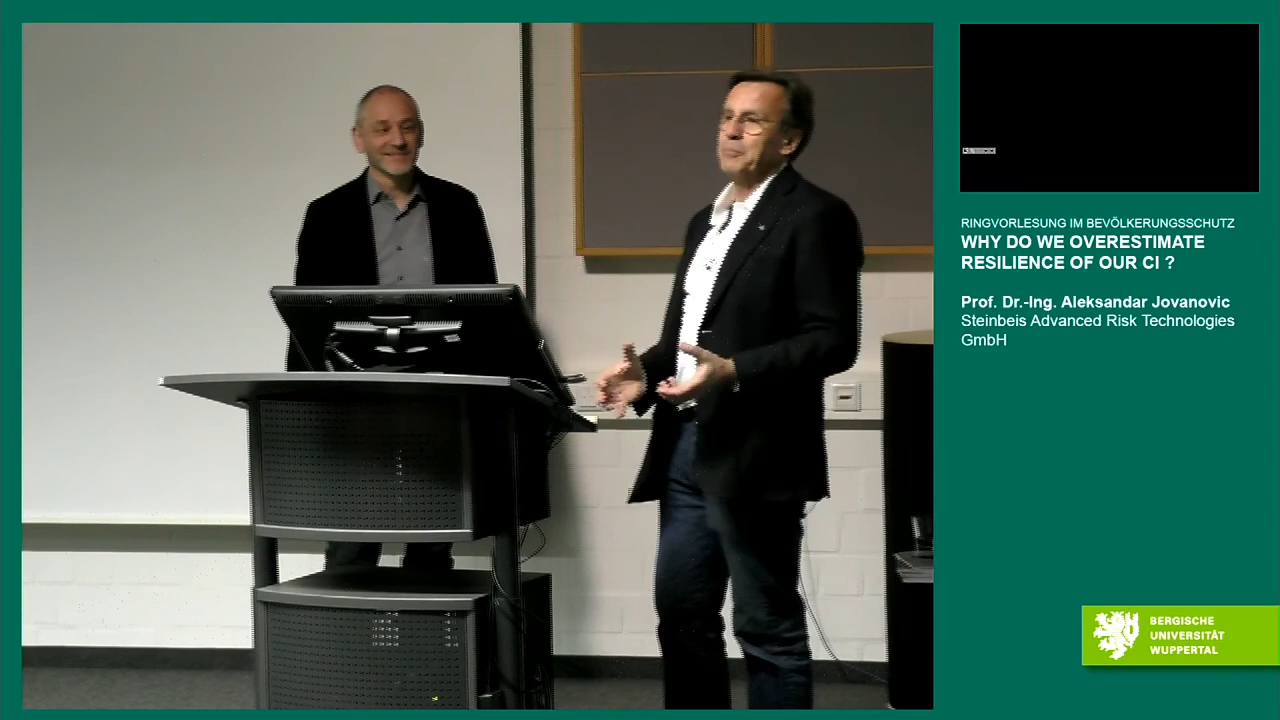 RINGVORLESUNG IM BEVÖLKERUNGSSCHUTZ
WHY DO WE OVERESTIMATE
RESILIENCE OF OUR CI ?
Prof. Dr.-Ing. Aleksandar Jovanovic
Steinbeis Advanced Risk Technologies
GmbH
BERGISCHE
UNIVERSITÄT
WUPPERTAL